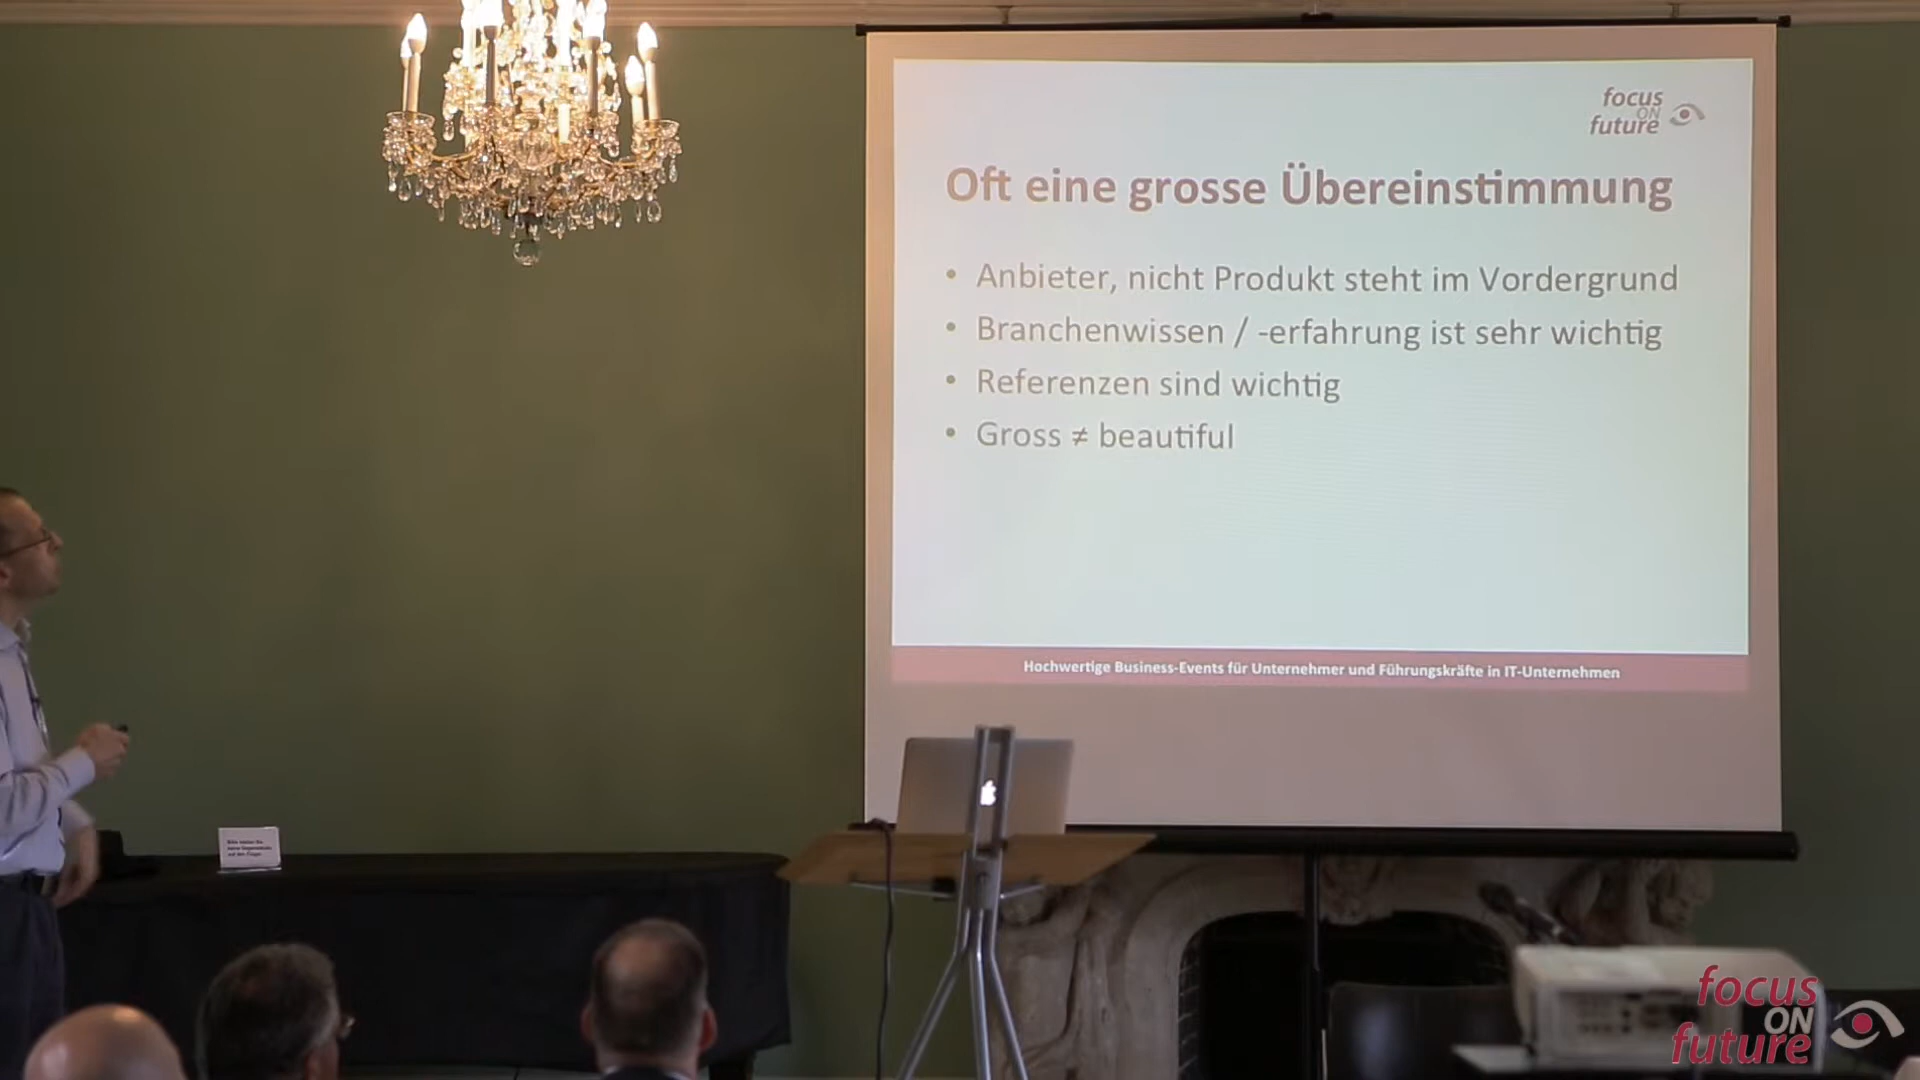 focus
ON
future
Oft eine grosse Übereinstimmung
• Anbieter, nicht Produkt steht im Vordergrund
• Branchenwissen / -erfahrung ist sehr wichtig
• Referenzen sind wichtig
• Gross ≠ beautiful
Hochwertige Business-Events für Unternehmer und Führungskräfte in IT-Unternehmen
focus
ON
future